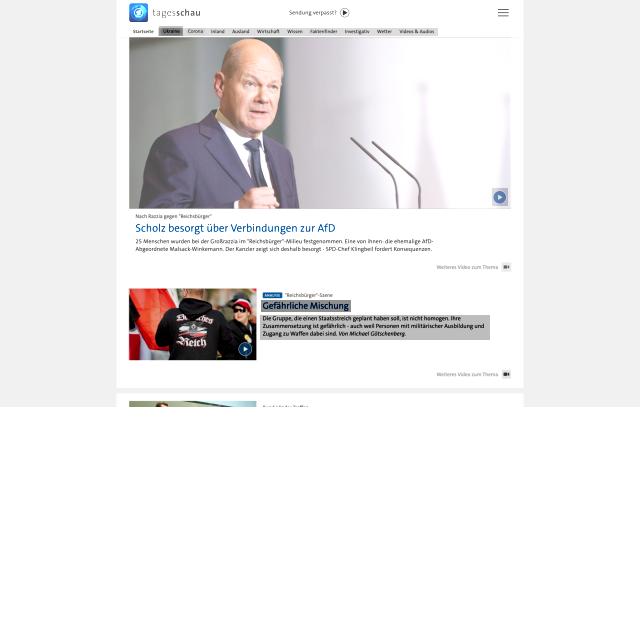 tagesschau
Sendung verpasst?
Startseite Ukraine Corona Inland Ausland Wirtschaft Wissen Faktenfinder Investigativ Wetter Videos & Audios
Nach Razzia gegen "Reichsbürger"
Scholz besorgt über Verbindungen zur AfD
25 Menschen wurden bei der Großrazzia im "Reichsbürger"-Milieu festgenommen. Eine von ihnen: die ehemalige AfD-
Abgeordnete Malsack-Winkemann. Der Kanzler zeigt sich deshalb besorgt - SPD-Chef Klingbeil fordert Konsequenzen.
Weiteres Video zum Thema
ANALYSE "Reichsbürger"-Szene
Gefährliche Mischung
Die Gruppe, die einen Staatsstreich geplant haben soll, ist nicht homogen. Ihre
Zusammensetzung ist gefährlich - auch weil Personen mit militärischer Ausbildung und
Zugang zu Waffen dabei sind. Von Michael Götschenberg.
Deutsches
Reich
Weiteres Video zum Thema